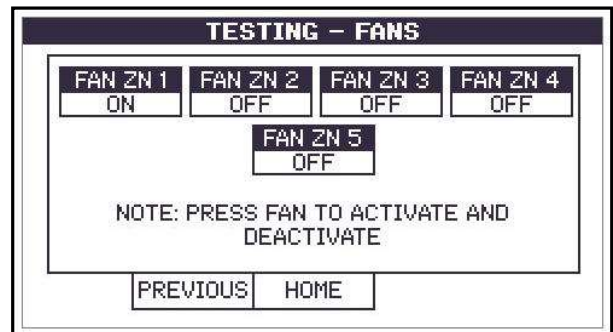 TESTING - FANS
FAN ZN 1 FAN ZN 2 FAN ZN 3 FAN ZN 4
ON OFF OFF OFF
FAN ZN 5
OFF
NOTE: PRESS FAN TO ACTIVATE AND
DEACTIVATE
PREVIOUS HOME